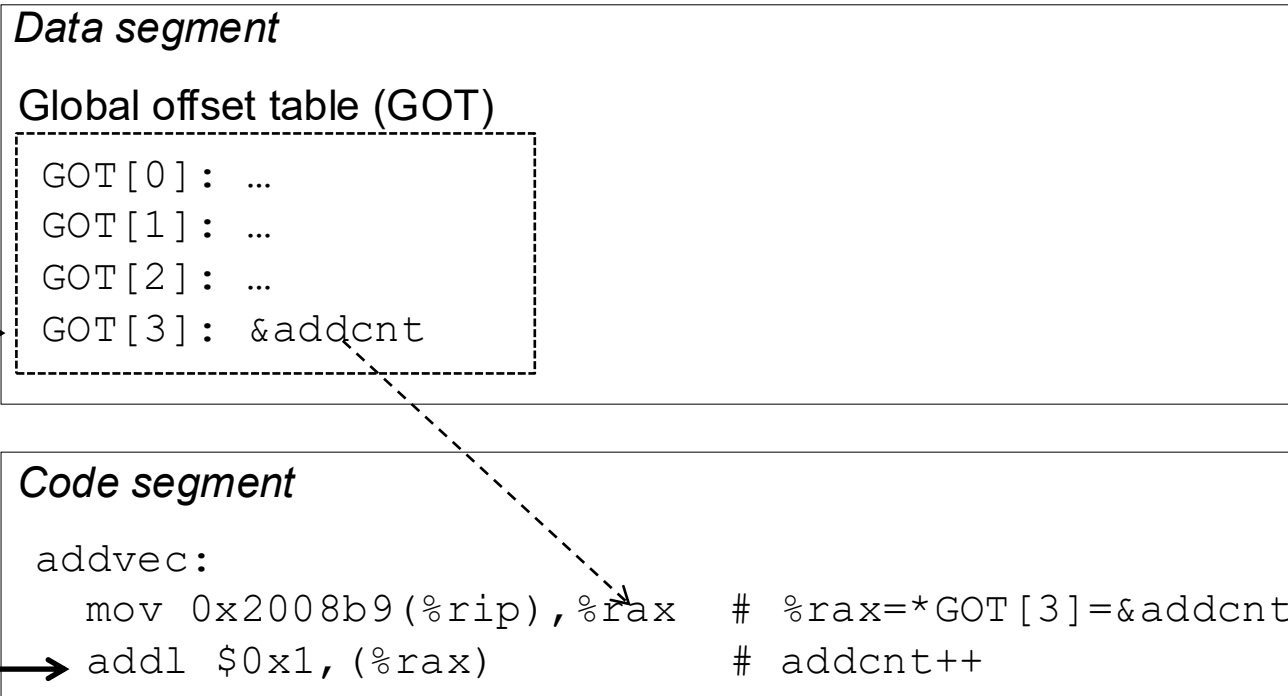 Data segment
Global offset table (GOT)
GOT[0]: …
GOT[1]: …
GOT[2]: …
GOT[3]: &addcnt
Code segment
addvec:
mov 0x2008b9(%rip),%rax # %rax=*GOT[3]=&addcnt
addl $0x1,(%rax) # addcnt++